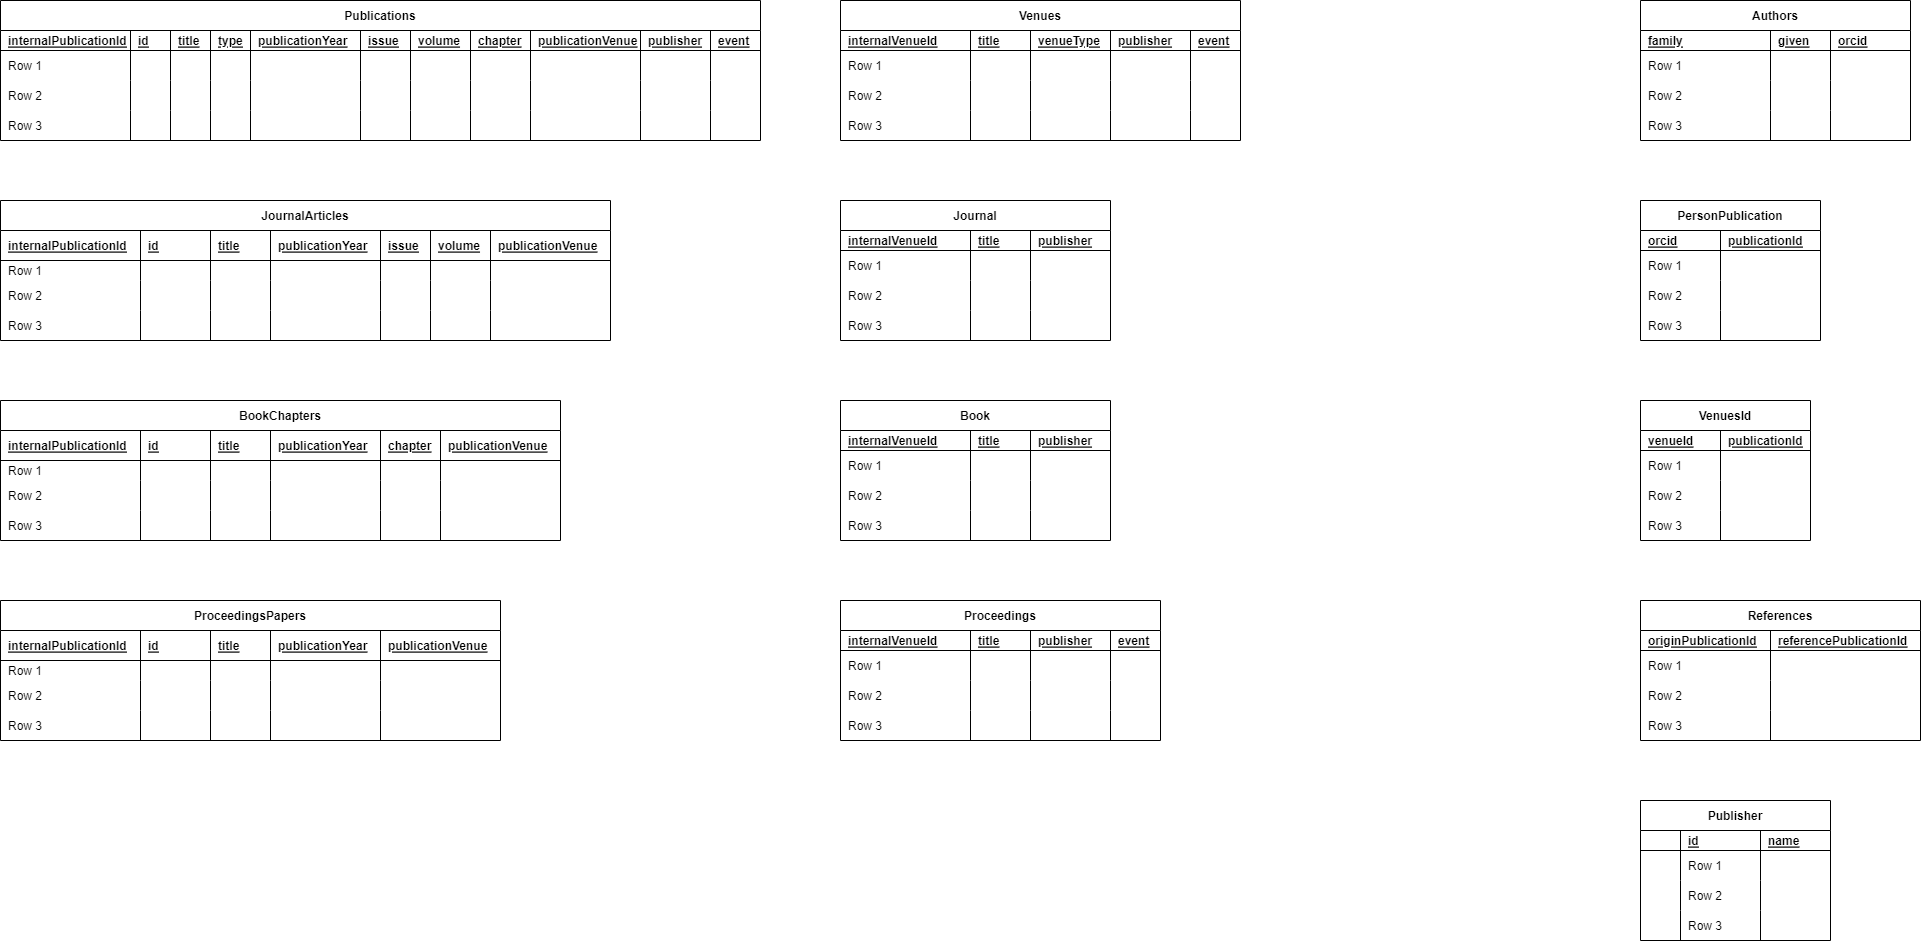 Publications
internalPublicationId id title type publicationYear issue volume chapter publicationVenue publisher event
Row 1
Row 2
Row 3
JournalArticles
internalPublicationId id title publicationYear issue volume publicationVenue
Row 1
Row 2
Row 3
BookChapters
internalPublicationId id title publicationYear chapter publicationVenue
Row 1
Row 2
Row 3
ProceedingsPapers
internalPublicationId id title publicationYear publicationVenue
Row 1
Row 2
Row 3
Venues
internalVenueId title venueType publisher event
Row 1
Row 2
Row 3
Journal
internalVenueId title publisher
Row 1
Row 2
Row 3
Book
internalVenueId title publisher
Row 1
Row 2
Row 3
Proceedings
internalVenueId title publisher event
Row 1
Row 2
Row 3
Authors
family given orcid
Row 1
Row 2
Row 3
PersonPublication
orcid publicationId
Row 1
Row 2
Row 3
VenuesId
venueId publicationId
Row 1
Row 2
Row 3
References
originPublicationId referencePublicationId
Row 1
Row 2
Row 3
Publisher
id name
Row 1
Row 2
Row 3